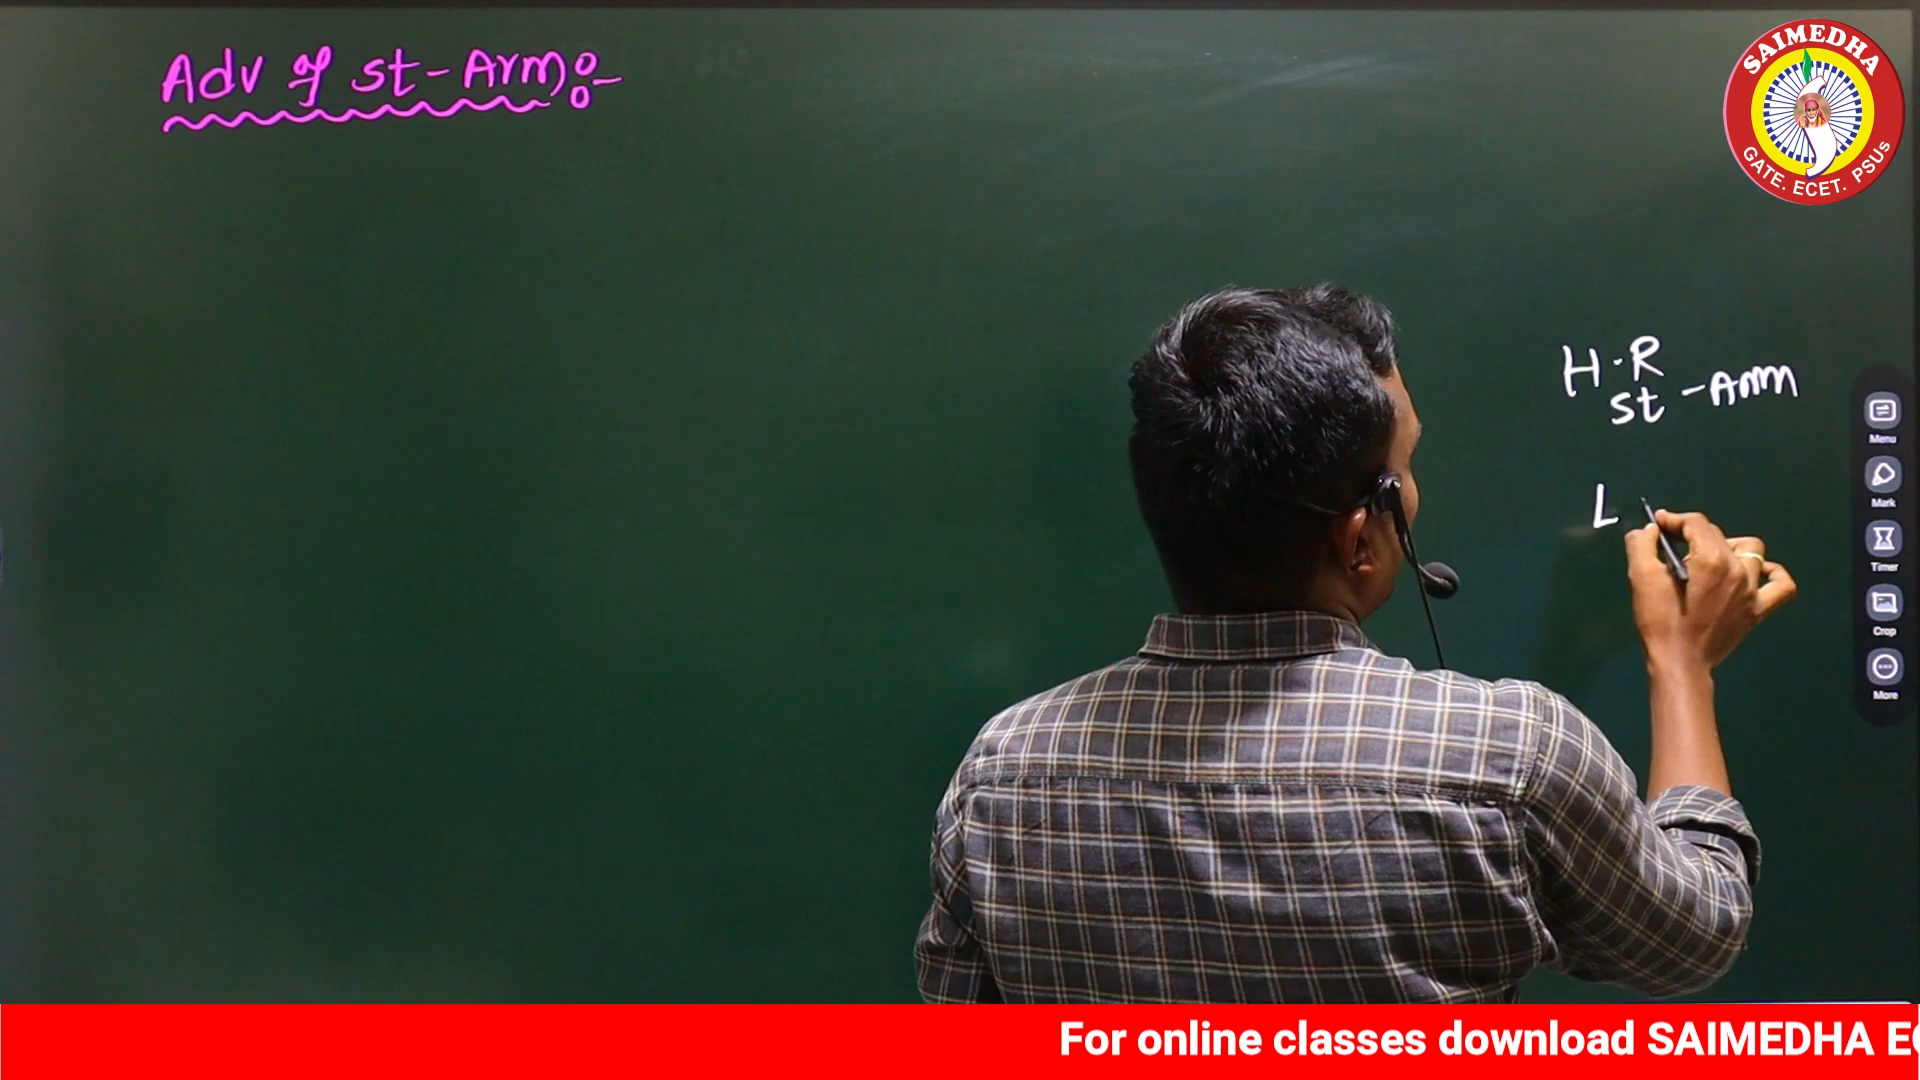 Adv of st-Arm:-
SAIMEDHA
GATE. ECET. PSUs
H.R
st -Arm
L
Menu
Mark
Timer
Crop
More
For online classes download SAIMEDHA EC